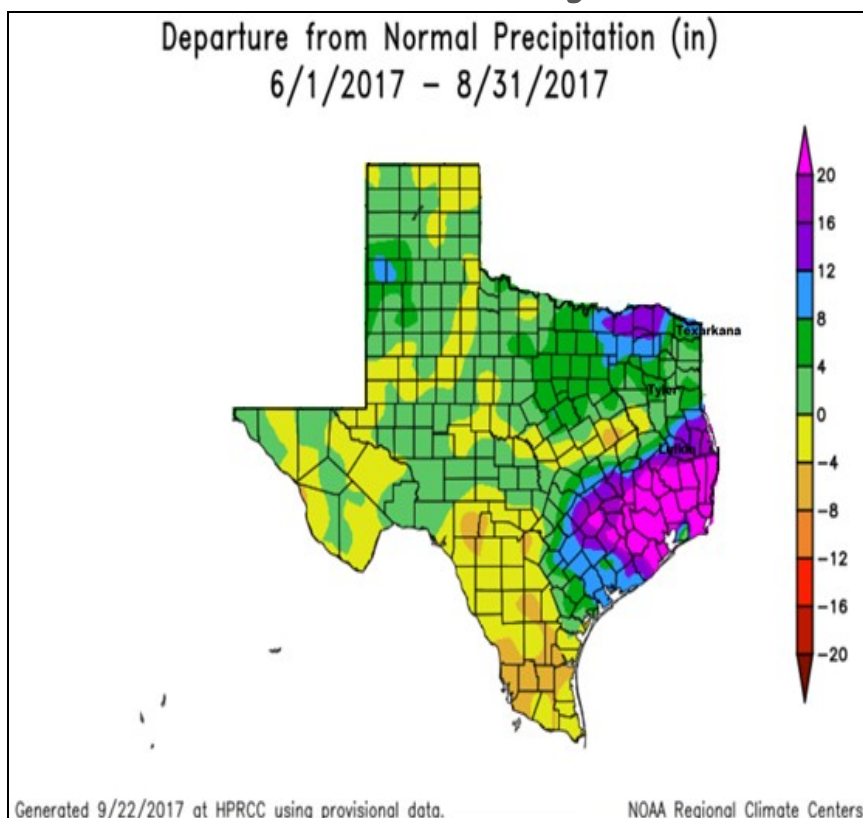 Departure from Normal Precipitation (in)
6/1/2017 – 8/31/2017
20
16
12
8
4
0
-4
-8
-12
-16
-20
Texarkana
Tyler
Lufkin
Generated 9/22/2017 at HPRCC using provisional data.
NOAA Regional Climate Centers